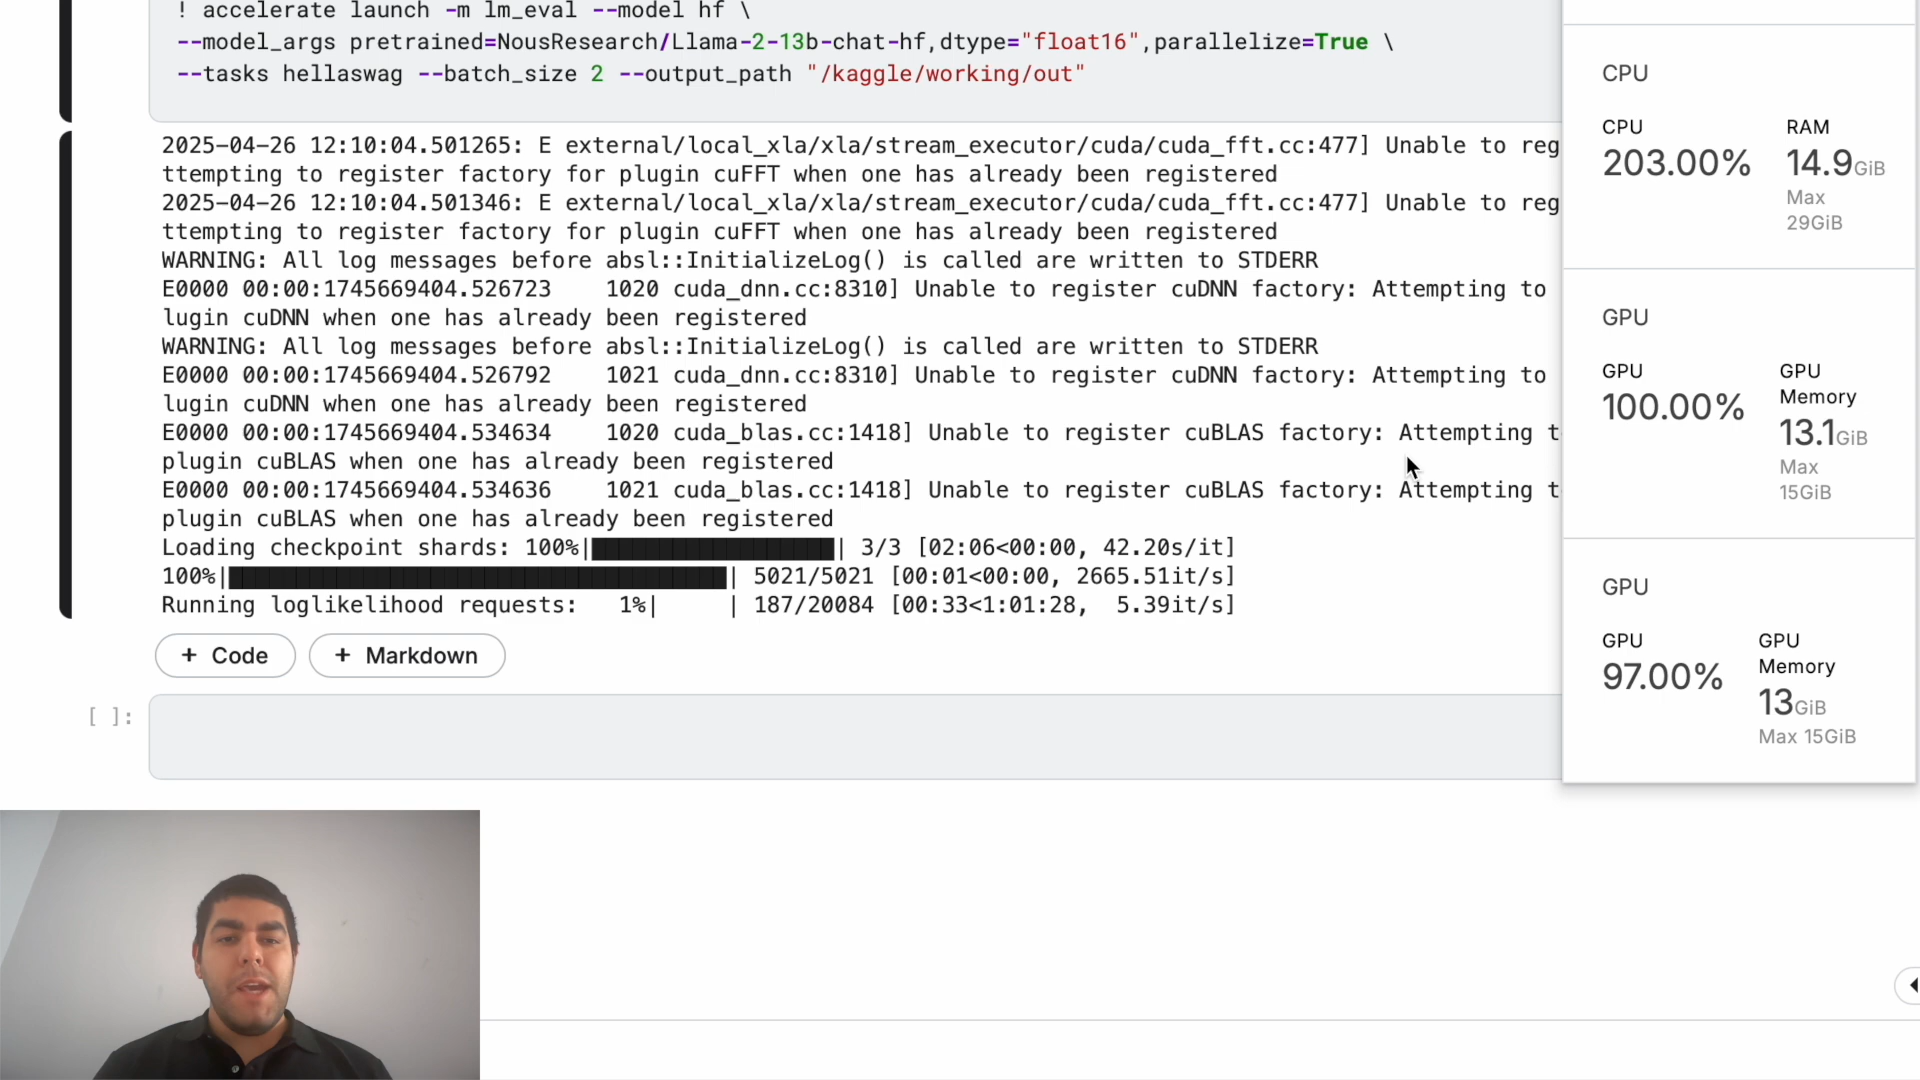 ! accelerate launch -m lm_eval --model hf \
--model_args pretrained=NousResearch/Llama-2-13b-chat-hf,dtype="float16",parallelize=True \
--tasks hellaswag --batch_size 2 --output_path "/kaggle/working/out"
2025-04-26 12:10:04.501265: E external/local_xla/xla/stream_executor/cuda/cuda_fft.cc:477] Unable to reg
ttempting to register factory for plugin cuFFT when one has already been registered
2025-04-26 12:10:04.501346: E external/local_xla/xla/stream_executor/cuda/cuda_fft.cc:477] Unable to reg
ttempting to register factory for plugin cuFFT when one has already been registered
WARNING: All log messages before absl::InitializeLog() is called are written to STDERR
E0000 00:00:1745669404.526723    1020 cuda_dnn.cc:8310] Unable to register cuDNN factory: Attempting to
lugin cuDNN when one has already been registered
WARNING: All log messages before absl::InitializeLog() is called are written to STDERR
E0000 00:00:1745669404.526792    1021 cuda_dnn.cc:8310] Unable to register cuDNN factory: Attempting to
lugin cuDNN when one has already been registered
E0000 00:00:1745669404.534634    1020 cuda_blas.cc:1418] Unable to register cuBLAS factory: Attempting t
plugin cuBLAS when one has already been registered
E0000 00:00:1745669404.534636    1021 cuda_blas.cc:1418] Unable to register cuBLAS factory: Attempting t
plugin cuBLAS when one has already been registered
Loading checkpoint shards: 100%| | 3/3 [02:06<00:00, 42.20s/it]
100%| | 5021/5021 [00:01<00:00, 2665.51it/s]
Running loglikelihood requests:   1%| | 187/20084 [00:33<1:01:28,  5.39it/s]
+ Code
+ Markdown
[ ]:
CPU
CPU
203.00%
RAM
14.9GiB
Max
29GiB
GPU
GPU
100.00%
GPU
Memory
13.1GiB
Max
15GiB
GPU
GPU
97.00%
GPU
Memory
13GiB
Max 15GiB